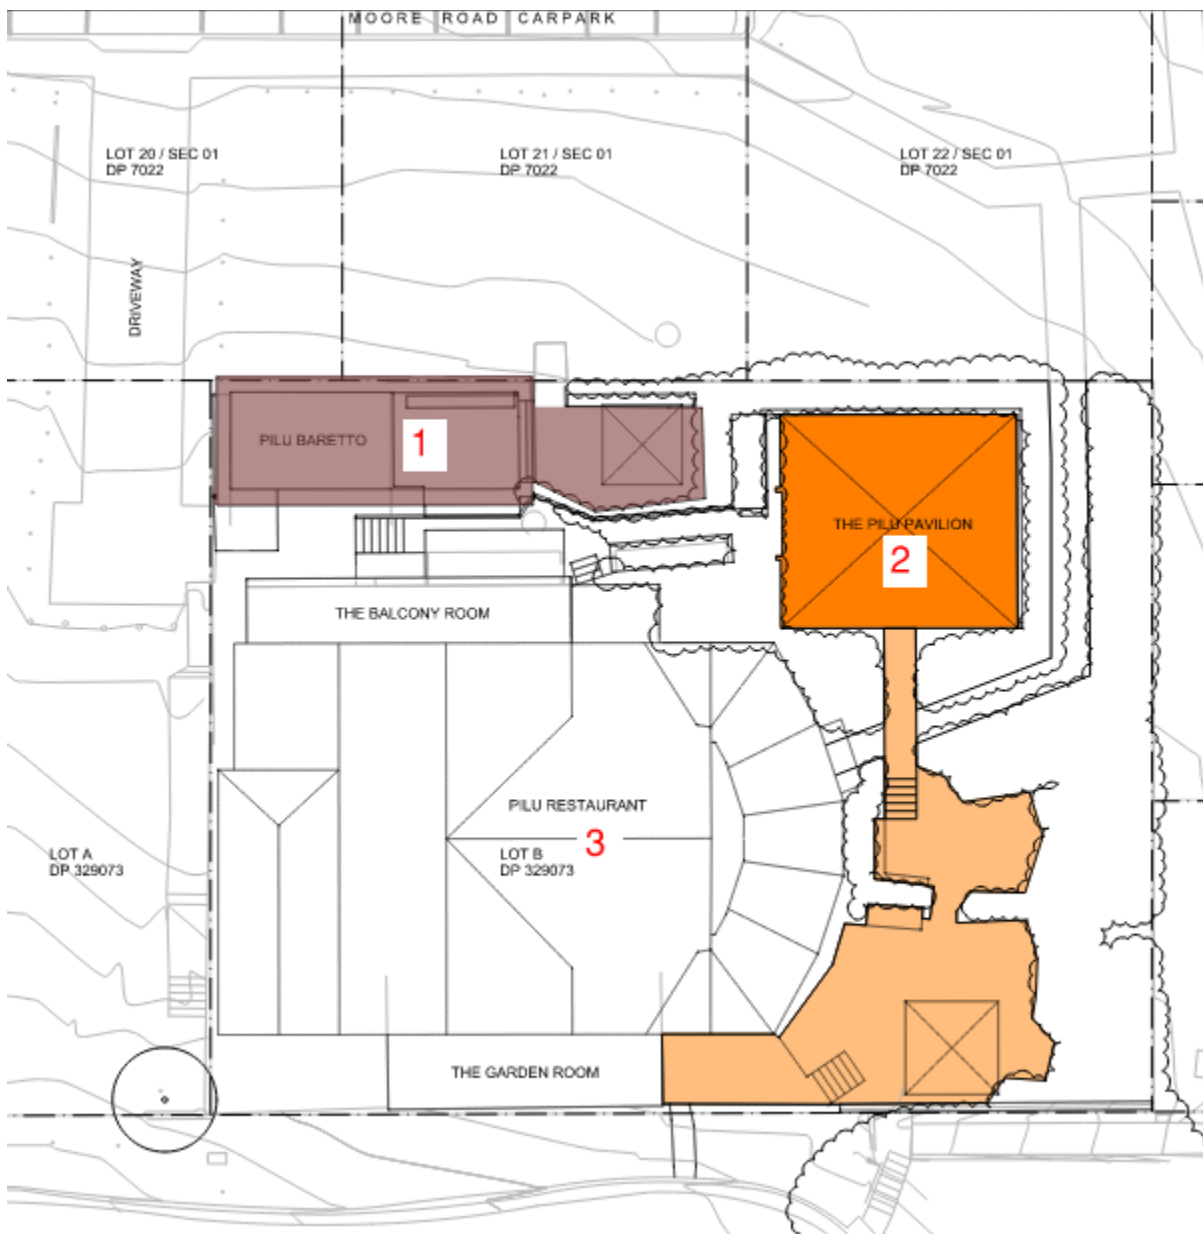 MOORE ROAD CARPARK
LOT 20 / SEC 01
DP 7022
LOT 21 / SEC 01
DP 7022
LOT 22 / SEC 01
DP 7022
DRIVEWAY
PILU BARETTO
1
THE PILU PAVILION
2
THE BALCONY ROOM
PILU RESTAURANT
3
LOT A
DP 329073
LOT B
DP 329073
THE GARDEN ROOM